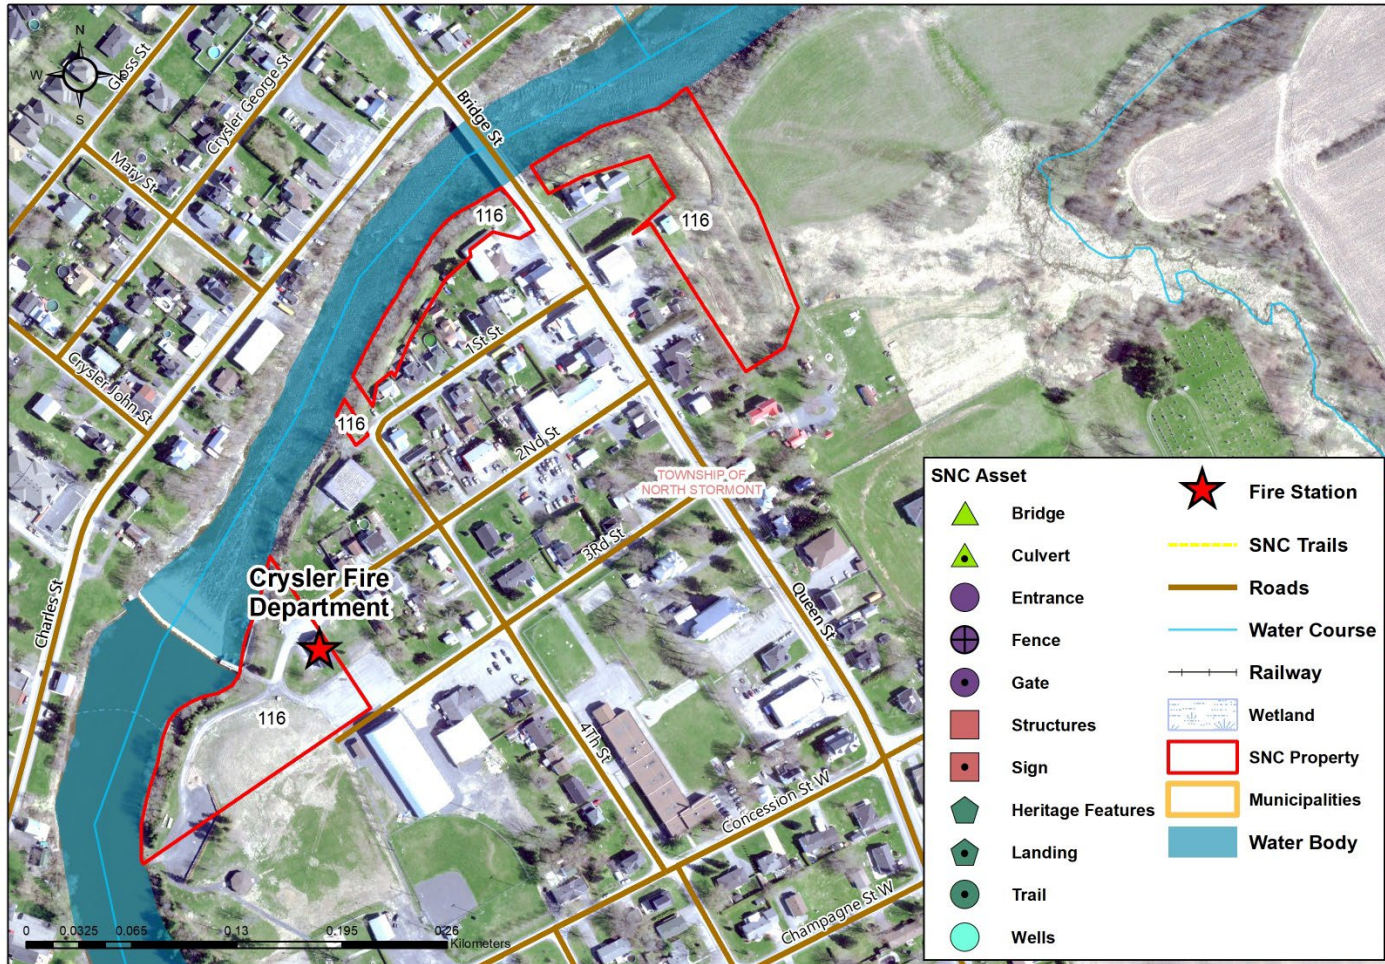 N
W
D
S
Gloss St
Crysler George St
Mary St
Bridge St
116
116
Crysler John St
1St St
116
2Nd St
TOWNSHIP OF
NORTH STORMONT
3Rd St
Crysler Fire
Department
Charles St
Queen St
116
4Th St
Concession St W
Champagne St W
0 0.0325 0.065 0.13 0.195 0.26
Kilometers
SNC Asset
Bridge
Culvert
Entrance
Fence
Gate
Structures
Sign
Heritage Features
Landing
Trail
Wells
Fire Station
SNC Trails
Roads
Water Course
Railway
Wetland
SNC Property
Municipalities
Water Body